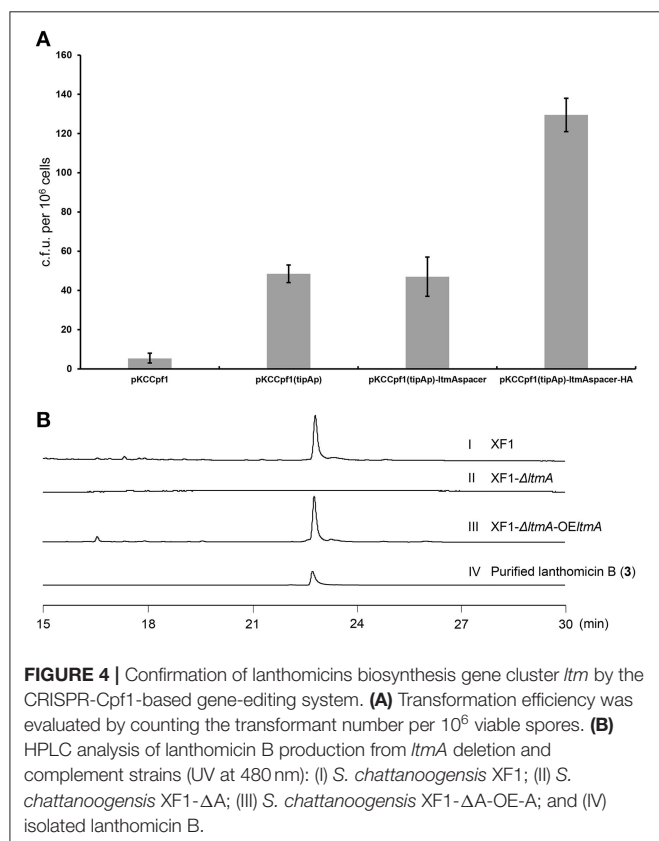 A
160
140
120
100
80
60
40
20
0
c.f.u. per 10⁶ cells
pKCCpf1
pKCCpf1(tipAp)
pKCCpf1(tipAp)-ltmAspacer
pKCCpf1(tipAp)-ltmAspacer-HA
B
I XF1
II XF1-ΔltmA
III XF1-ΔltmA-OEltmA
IV Purified lanthomicin B (3)
15 18 21 24 27 30 (min)
FIGURE 4 | Confirmation of lanthomicins biosynthesis gene cluster ltm by the
CRISPR-Cpf1-based gene-editing system. (A) Transformation efficiency was
evaluated by counting the transformant number per 10⁶ viable spores. (B)
HPLC analysis of lanthomicin B production from ltmA deletion and
complement strains (UV at 480 nm): (I) S. chattanoogensis XF1; (II) S.
chattanoogensis XF1-ΔA; (III) S. chattanoogensis XF1-ΔA-OE-A; and (IV)
isolated lanthomicin B.